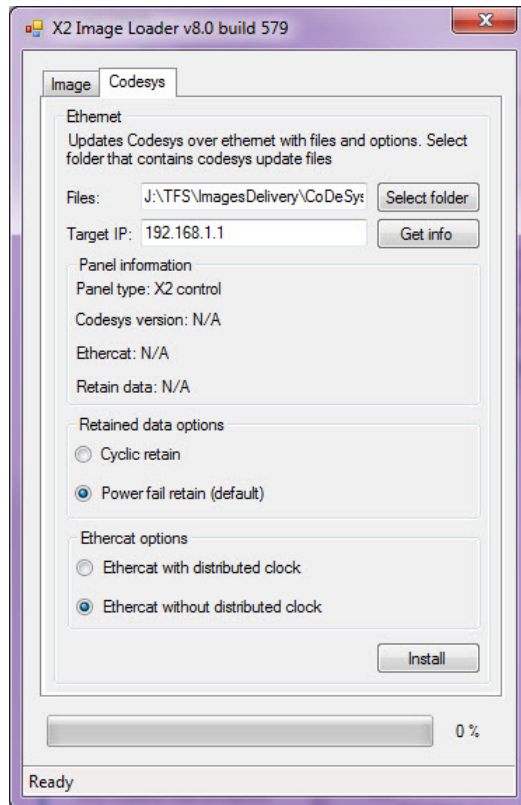 X2 Image Loader v8.0 build 579
Image
Codesys
Ethernet
Updates Codesys over ethernet with files and options. Select
folder that contains codesys update files
Files: J:\TFS\ImagesDelivery\CoDeSys Select folder
Target IP: 192.168.1.1 Get info
Panel information
Panel type: X2 control
Codesys version: N/A
Ethercat: N/A
Retain data: N/A
Retained data options
Cyclic retain
Power fail retain (default)
Ethercat options
Ethercat with distributed clock
Ethercat without distributed clock
Install
0 %
Ready